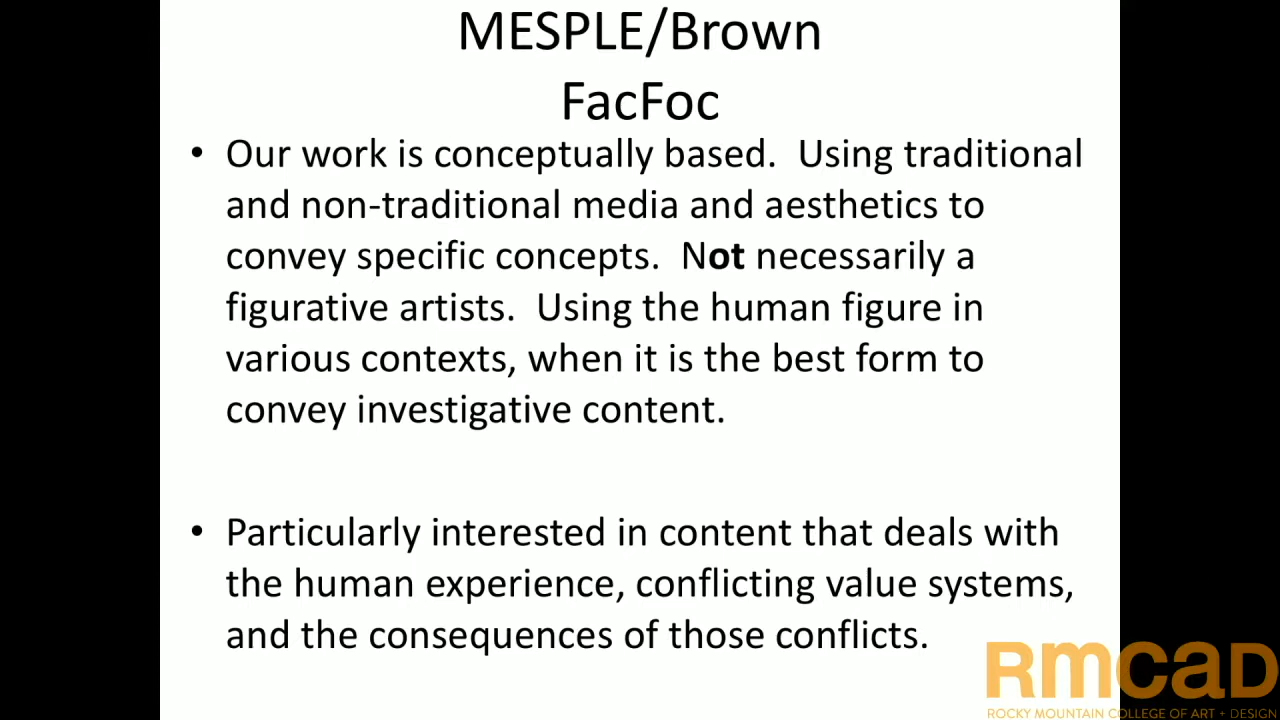 MESPLE/Brown
FacFoc
• Our work is conceptually based.  Using traditional
and non-traditional media and aesthetics to
convey specific concepts.  Not necessarily a
figurative artists.  Using the human figure in
various contexts, when it is the best form to
convey investigative content.
• Particularly interested in content that deals with
the human experience, conflicting value systems,
and the consequences of those conflicts.
RMCAD
ROCKY MOUNTAIN COLLEGE OF ART + DESIGN